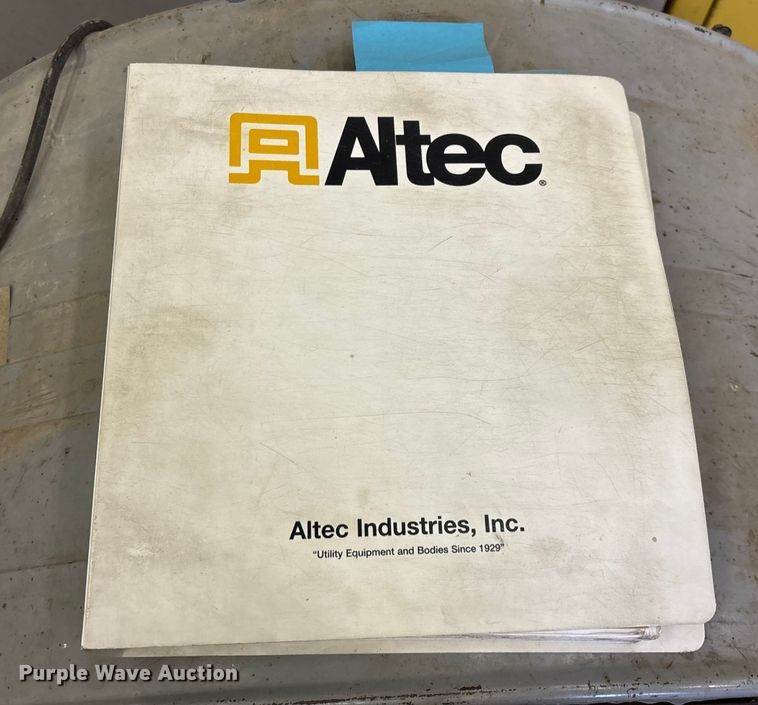 Altec®
Altec Industries, Inc.
"Utility Equipment and Bodies Since 1929"
Purple Wave Auction